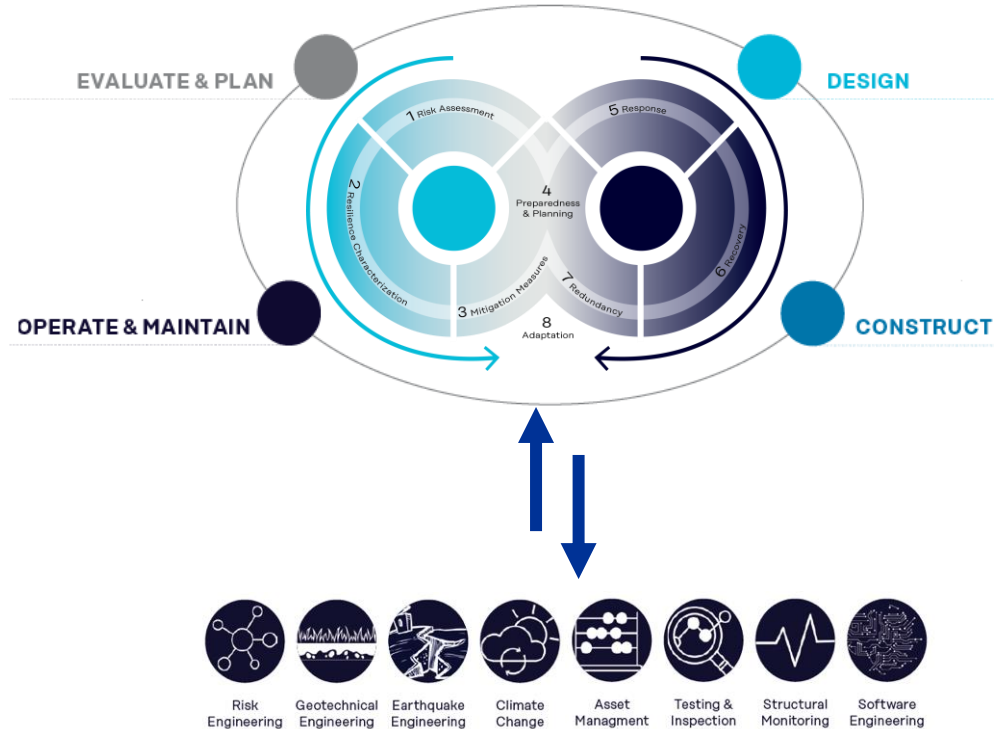 EVALUATE & PLAN
DESIGN
1 Risk Assessment
5 Response
2 Resilience Characterization
4
Preparedness
& Planning
6 Recovery
3 Mitigation Measures
7 Redundancy
8
Adaptation
OPERATE & MAINTAIN
CONSTRUCT
Risk
Engineering
Geotechnical
Engineering
Earthquake
Engineering
Climate
Change
Asset
Managment
Testing &
Inspection
Structural
Monitoring
Software
Engineering